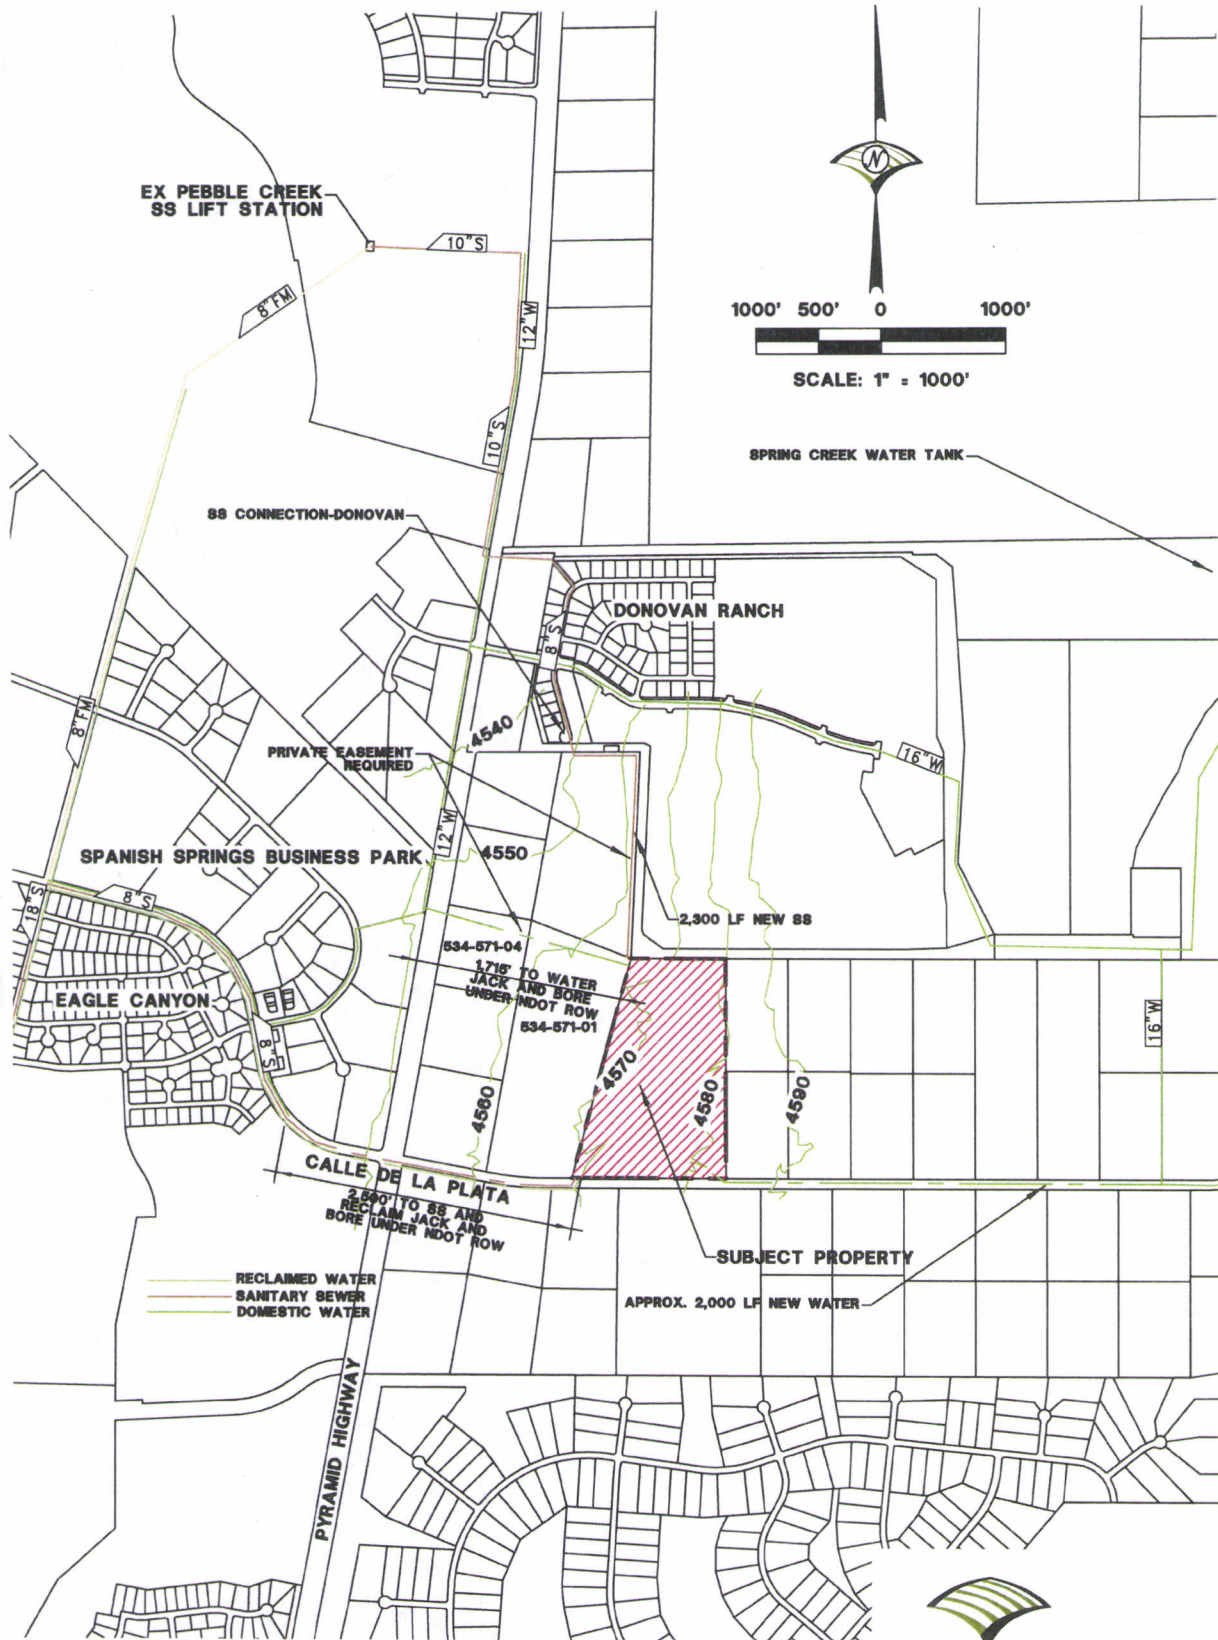 N
1000' 500' 0 1000'
SCALE: 1" = 1000'
EX PEBBLE CREEK
SS LIFT STATION
10"S
8"FM
12"W
10"S
SPRING CREEK WATER TANK
SS CONNECTION-DONOVAN
DONOVAN RANCH
8"S
4540
8"FM
PRIVATE EASEMENT
REQUIRED
16"W
12"W
4550
SPANISH SPRINGS BUSINESS PARK
8"S
18"S
2,300 LF NEW SS
534-571-04
1,715' TO WATER
JACK AND BORE
UNDER NDOT ROW
534-571-01
EAGLE CANYON
16"W
8"S
4570
4560
4580
4590
CALLE DE LA PLATA
2,500' TO SS AND
RECLAIM JACK AND
BORE UNDER NDOT ROW
SUBJECT PROPERTY
RECLAIMED WATER
SANITARY SEWER
DOMESTIC WATER
APPROX. 2,000 LF NEW WATER
PYRAMID HIGHWAY